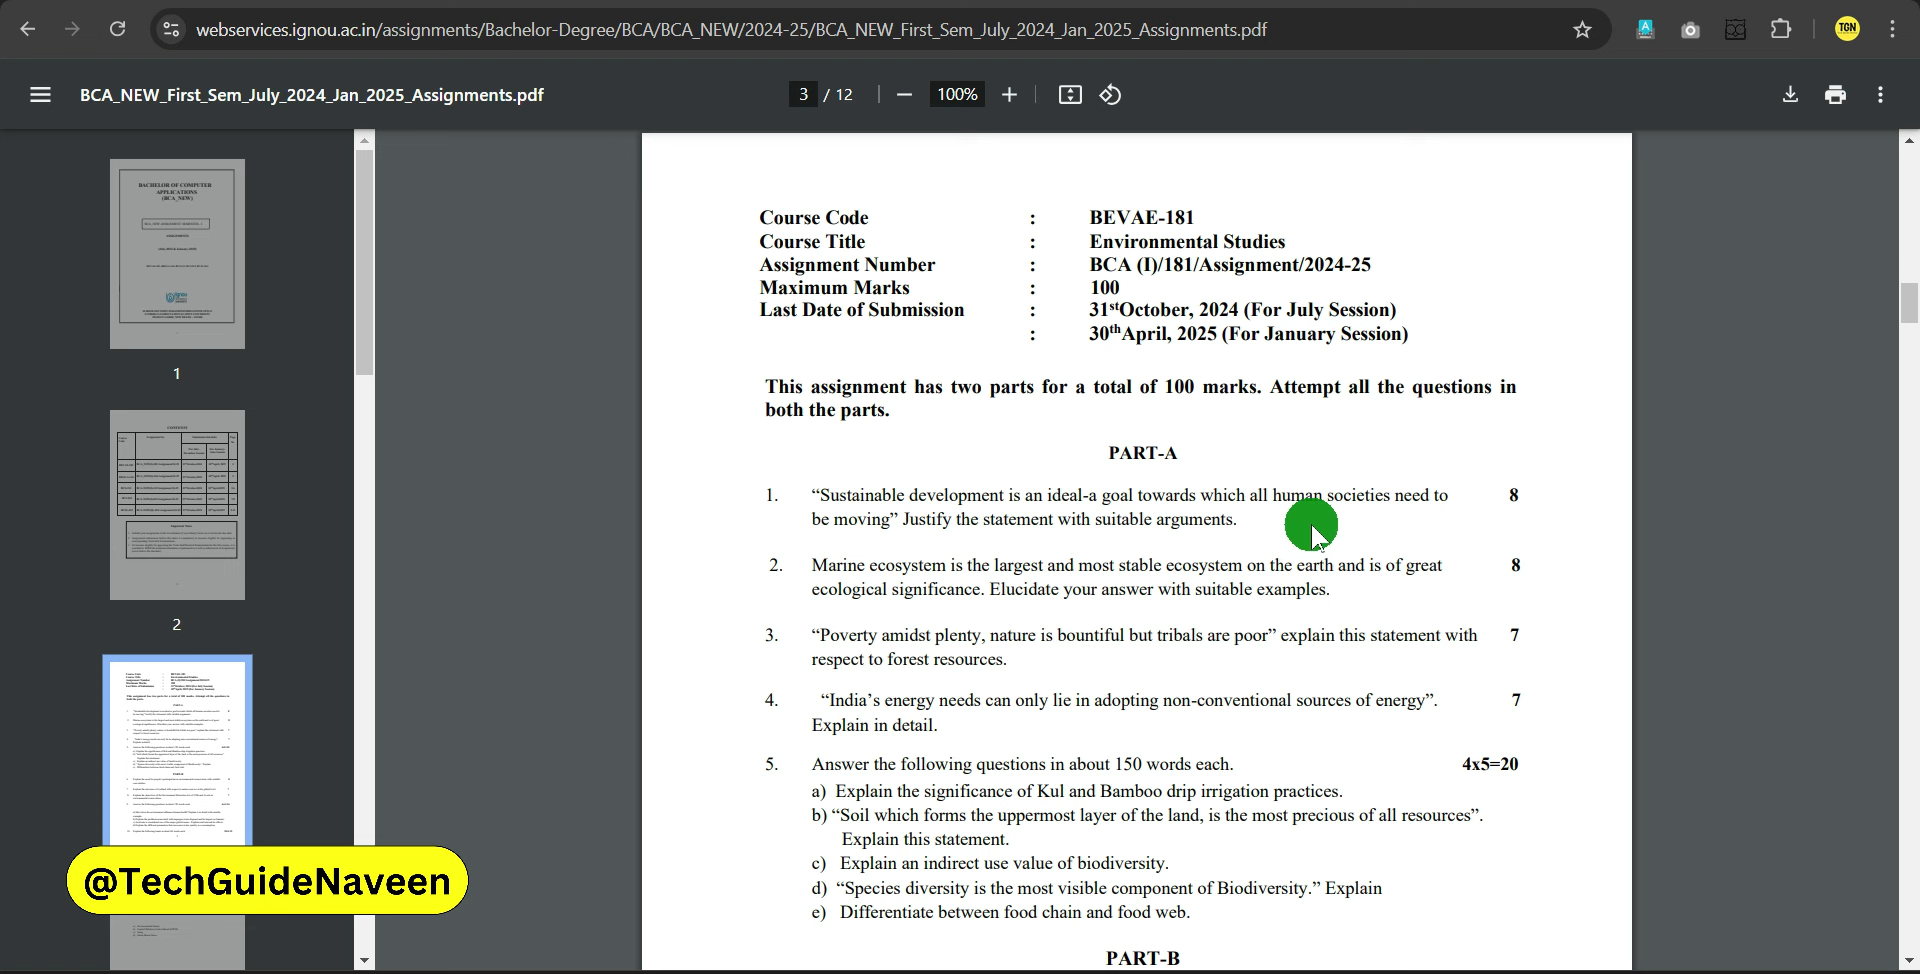 webservices.ignou.ac.in/assignments/Bachelor-Degree/BCA/BCA_NEW/2024-25/BCA_NEW_First_Sem_July_2024_Jan_2025_Assignments.pdf
TGN
BCA_NEW_First_Sem_July_2024_Jan_2025_Assignments.pdf
3 / 12
100%
BACHELOR OF COMPUTER
APPLICATIONS
(BCA_NEW)
1
2
Course Code : BEVAE-181
Course Title : Environmental Studies
Assignment Number : BCA (I)/181/Assignment/2024-25
Maximum Marks : 100
Last Date of Submission : 31stOctober, 2024 (For July Session)
: 30thApril, 2025 (For January Session)
This assignment has two parts for a total of 100 marks. Attempt all the questions in
both the parts.
PART-A
1. “Sustainable development is an ideal-a goal towards which all human societies need to 8
be moving” Justify the statement with suitable arguments.
2. Marine ecosystem is the largest and most stable ecosystem on the earth and is of great 8
ecological significance. Elucidate your answer with suitable examples.
3. “Poverty amidst plenty, nature is bountiful but tribals are poor” explain this statement with 7
respect to forest resources.
4. “India’s energy needs can only lie in adopting non-conventional sources of energy”. 7
Explain in detail.
5. Answer the following questions in about 150 words each. 4x5=20
a) Explain the significance of Kul and Bamboo drip irrigation practices.
b) “Soil which forms the uppermost layer of the land, is the most precious of all resources”.
Explain this statement.
c) Explain an indirect use value of biodiversity.
d) “Species diversity is the most visible component of Biodiversity.” Explain
e) Differentiate between food chain and food web.
PART-B
@TechGuideNaveen